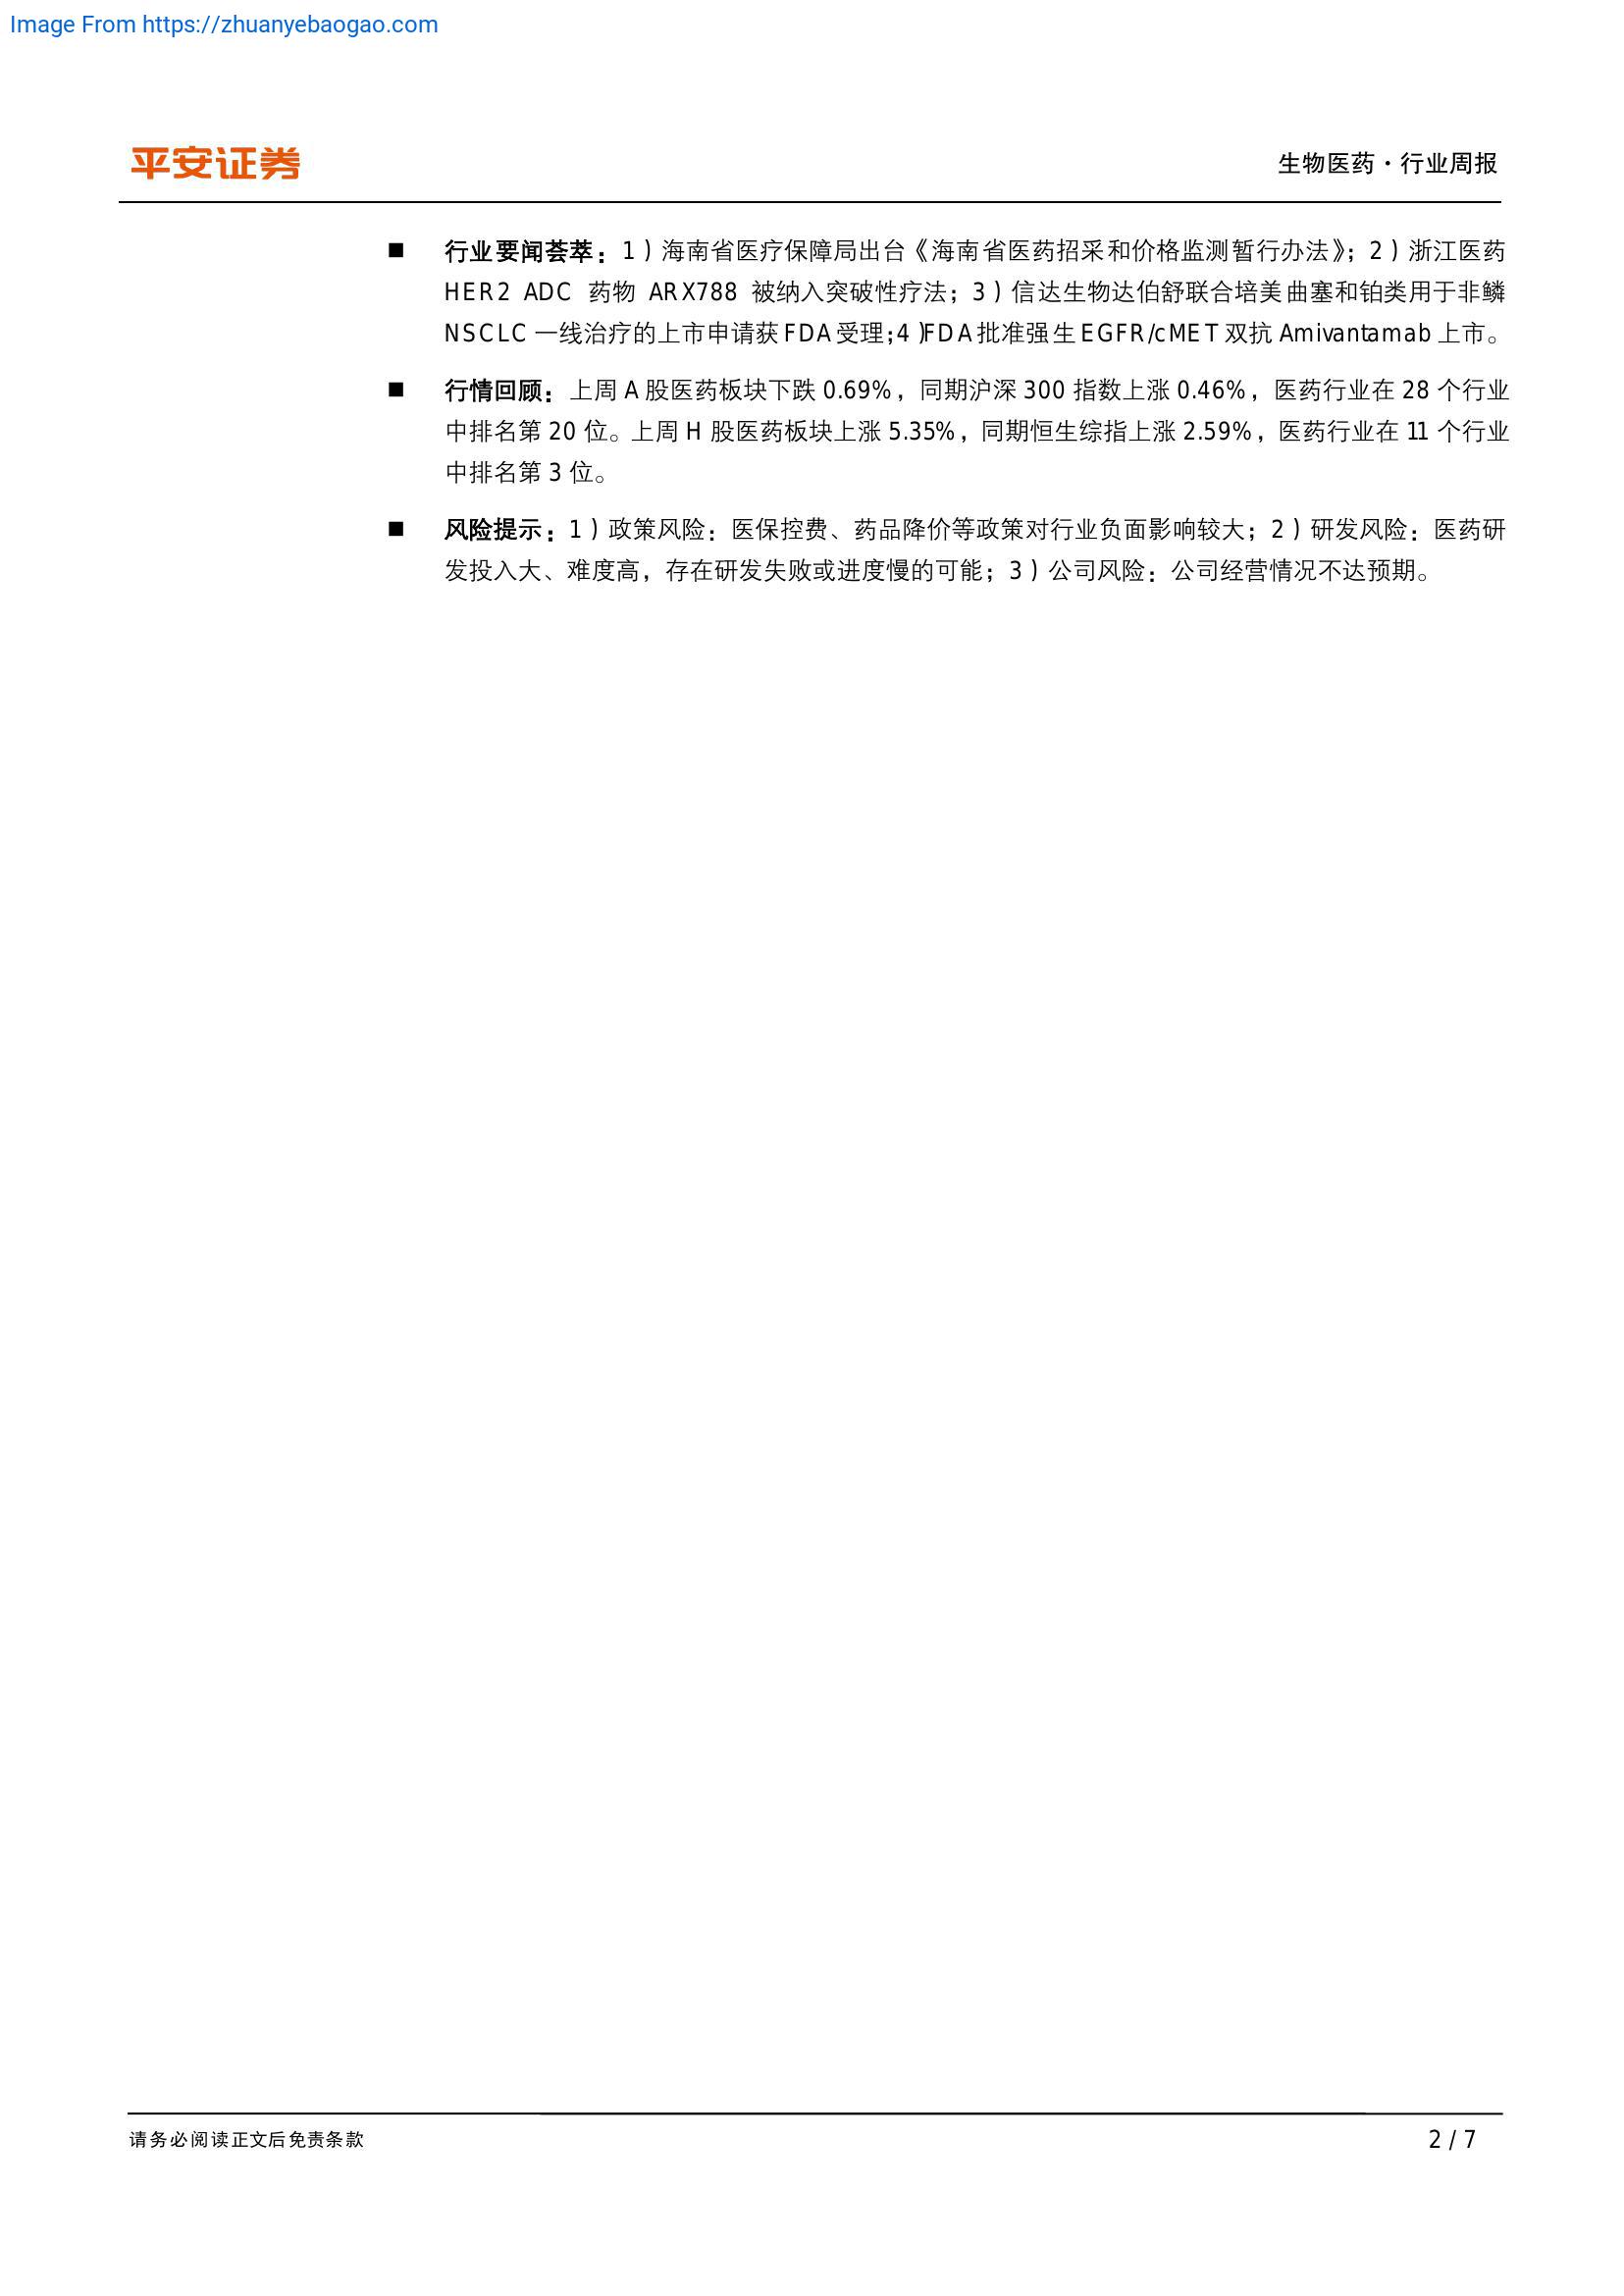 Image From https://zhuanyebaogao.com
平安证券
生物医药·行业周报
■ 行业要闻荟萃：1）海南省医疗保障局出台《海南省医药招采和价格监测暂行办法》；2）浙江医药
HER2 ADC 药物 ARX788 被纳入突破性疗法；3）信达生物达伯舒联合培美曲塞和铂类用于非鳞
NSCLC 一线治疗的上市申请获 FDA 受理；4）FDA 批准强生 EGFR/cMET 双抗 Amivantamab 上市。
■ 行情回顾：上周 A 股医药板块下跌 0.69%，同期沪深 300 指数上涨 0.46%，医药行业在 28 个行业
中排名第 20 位。上周 H 股医药板块上涨 5.35%，同期恒生综指上涨 2.59%，医药行业在 11 个行业
中排名第 3 位。
■ 风险提示：1）政策风险：医保控费、药品降价等政策对行业负面影响较大；2）研发风险：医药研
发投入大、难度高，存在研发失败或进度慢的可能；3）公司风险：公司经营情况不达预期。
请务必阅读正文后免责条款
2 / 7